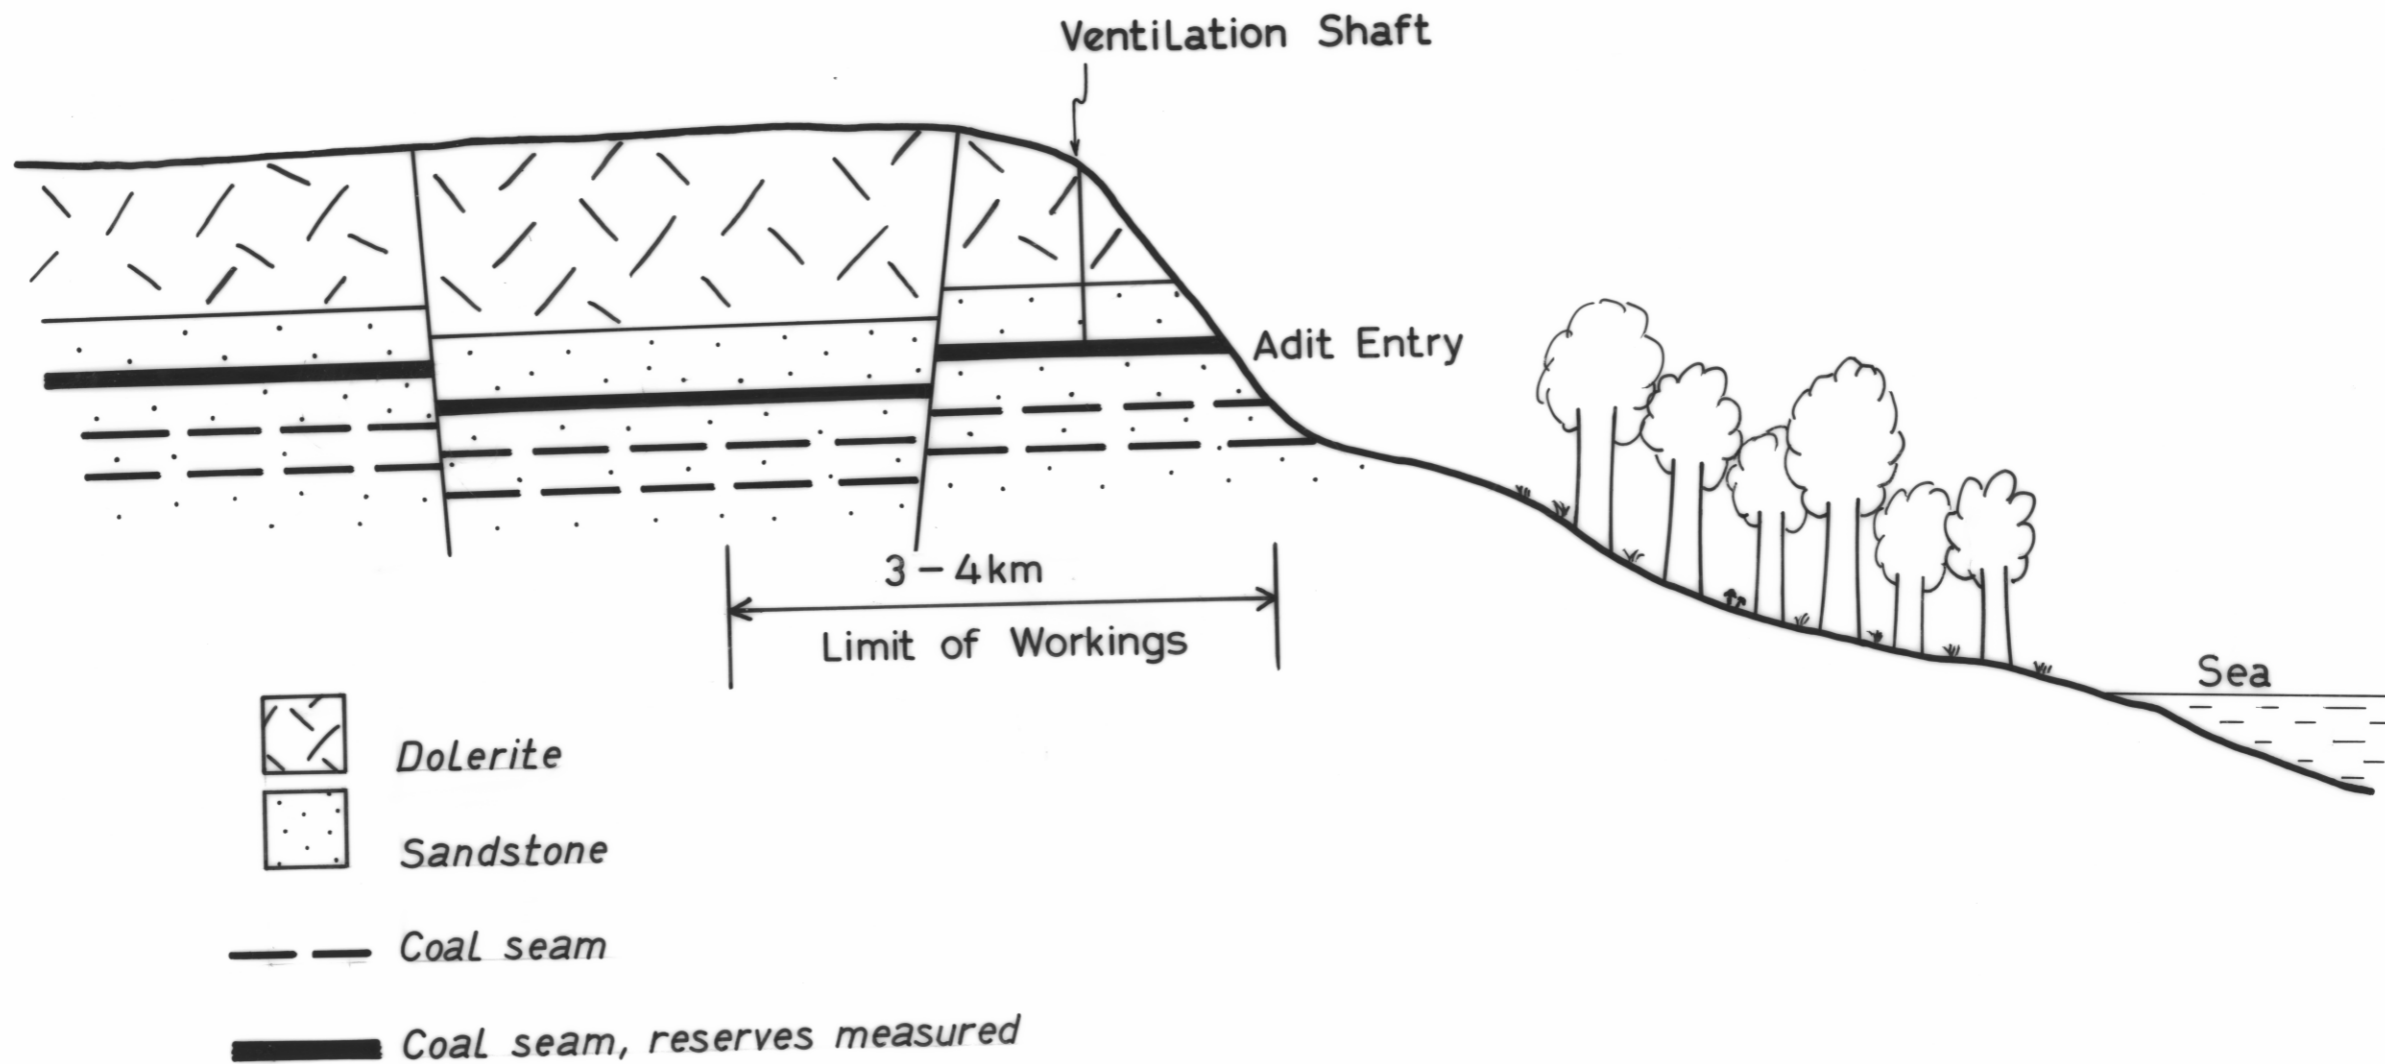 Ventilation Shaft
Adit Entry
3-4km
Limit of Workings
Sea
Dolerite
Sandstone
Coal seam
Coal seam, reserves measured